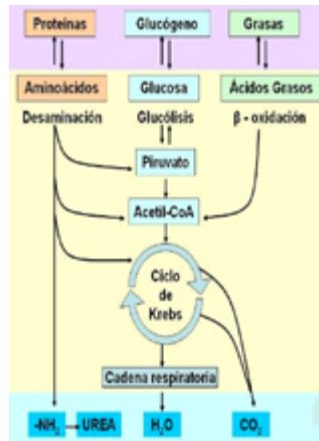 Proteínas Glucógeno Grasas
Aminoácidos Glucosa Ácidos Grasos
Desaminación Glucólisis β - oxidación
Piruvato
Acetil-CoA
Ciclo
de
Krebs
Cadena respiratoria
-NH2 UREA H2O CO2